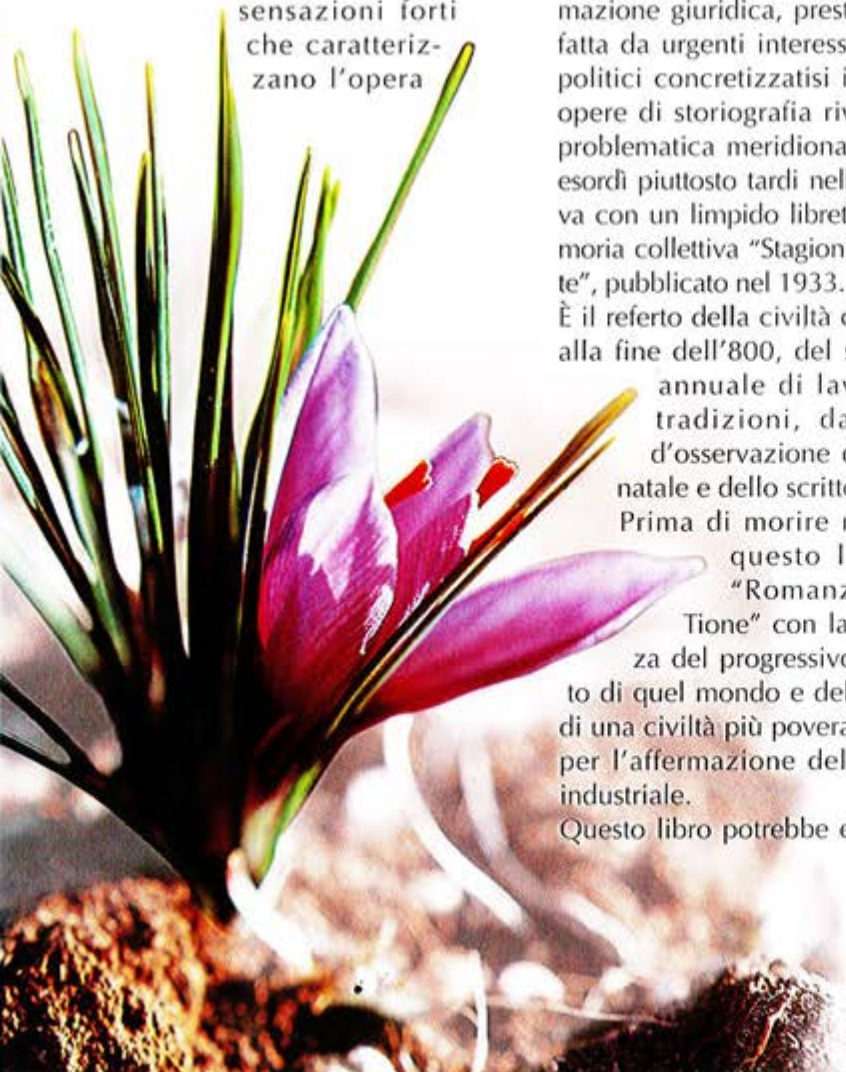 sensazioni forti
che caratteriz-
zano l'opera
mazione giuridica, prest
fatta da urgenti interess
politici concretizzatisi i
opere di storiografia riv
problematica meridiona
esordì piuttosto tardi nell
va con un limpido libret
moria collettiva "Stagion
te", pubblicato nel 1933.
È il referto della civiltà c
alla fine dell'800, del s
annuale di lav
tradizioni, da
d'osservazione c
natale e dello scritto
Prima di morire r
questo l
"Romanz
Tione" con la
za del progressivo
to di quel mondo e del
di una civiltà più povera
per l'affermazione del
industriale.
Questo libro potrebbe e